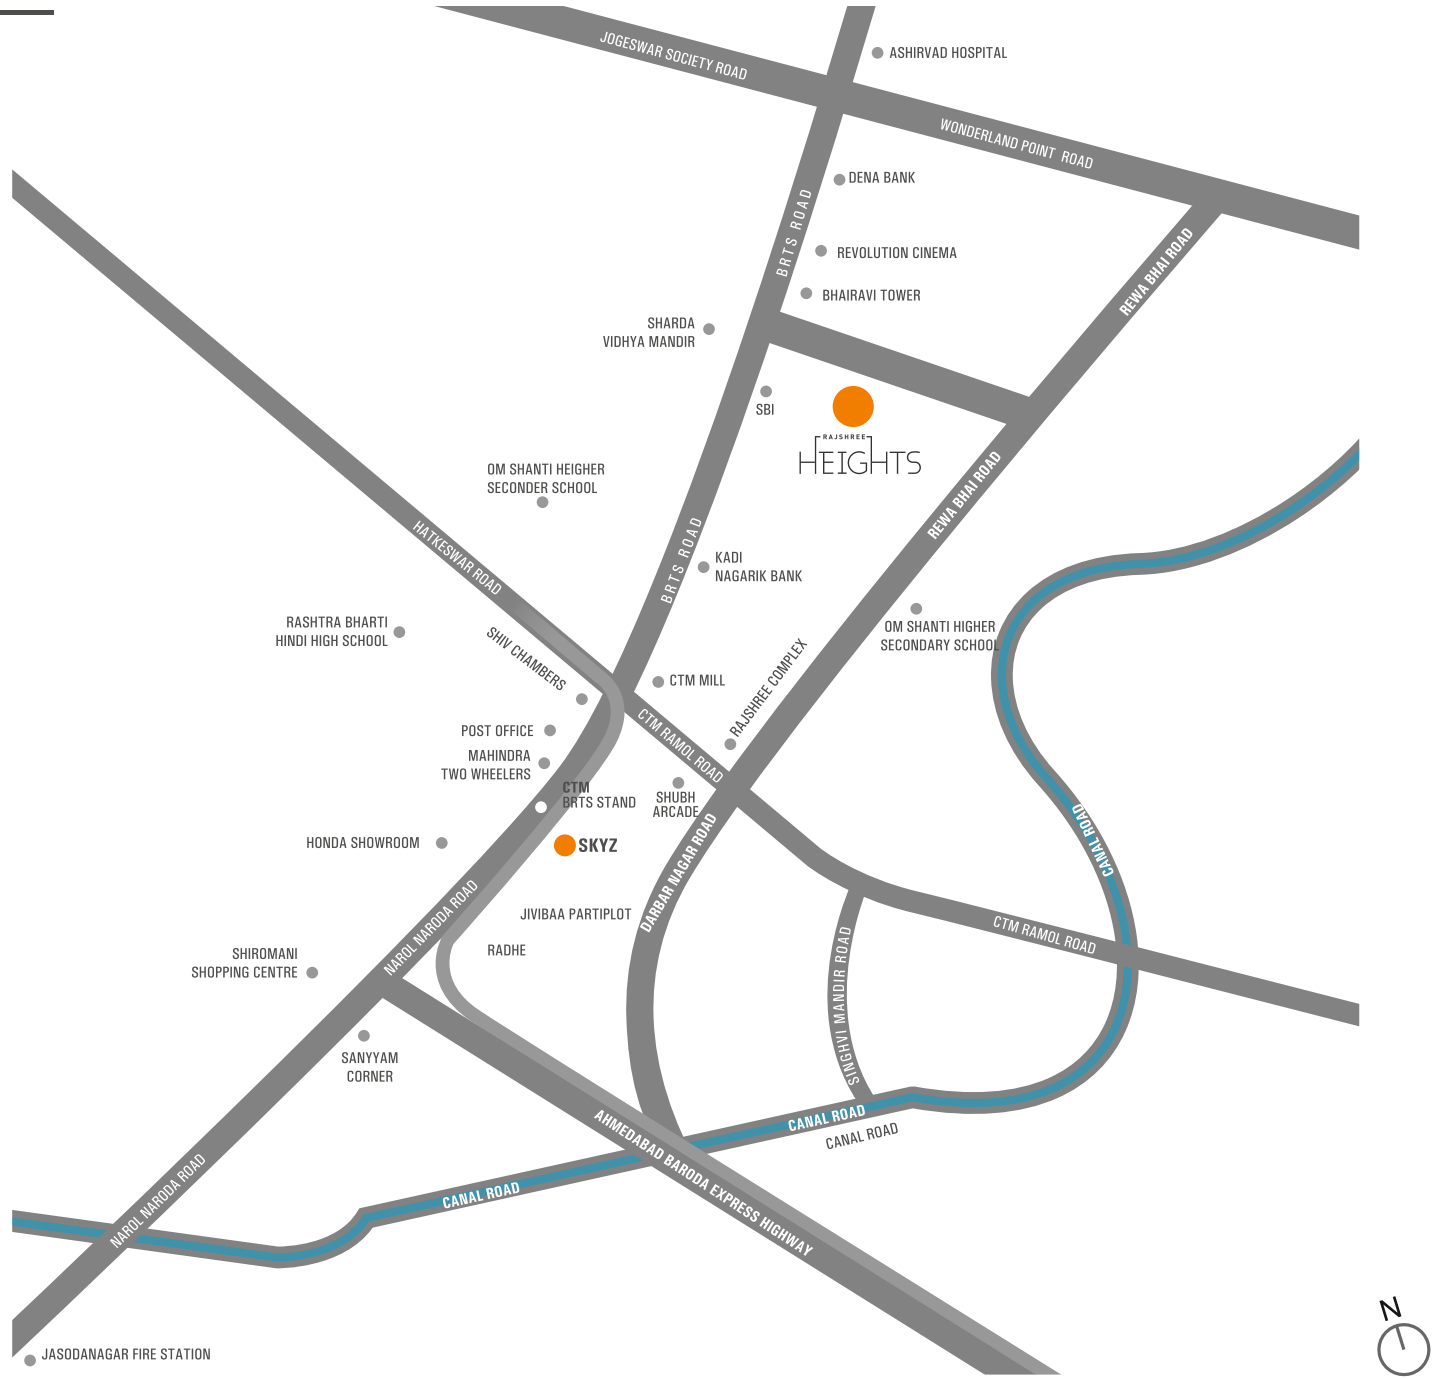 JOGESWAR SOCIETY ROAD
ASHIRVAD HOSPITAL
WONDERLAND POINT ROAD
DENA BANK
BRTS ROAD
REVOLUTION CINEMA
REWA BHAI ROAD
BHAIRAVI TOWER
SHARDA
VIDHYA MANDIR
SBI
RAJSHREE
HEIGHTS
OM SHANTI HEIGHER
SECONDER SCHOOL
REWA BHAI ROAD
HATKESWAR ROAD
BRTS ROAD
KADI
NAGARIK BANK
RASHTRA BHARTI
HINDI HIGH SCHOOL
OM SHANTI HIGHER
SECONDARY SCHOOL
SHIV CHAMBERS
CTM MILL
RAJSHREE COMPLEX
POST OFFICE
CTM RAMOL ROAD
MAHINDRA
TWO WHEELERS
CTM
BRTS STAND
SHUBH
ARCADE
HONDA SHOWROOM
SKYZ
CANAL ROAD
DARBAR NAGAR ROAD
JIVIBAA PARTIPLOT
NAROL NARODA ROAD
CTM RAMOL ROAD
RADHE
SHIROMANI
SHOPPING CENTRE
SINGHVI MANDIR ROAD
SANYYAM
CORNER
CANAL ROAD
CANAL ROAD
AHMEDABAD BARODA EXPRESS HIGHWAY
CANAL ROAD
NAROL NARODA ROAD
N
JASODANAGAR FIRE STATION